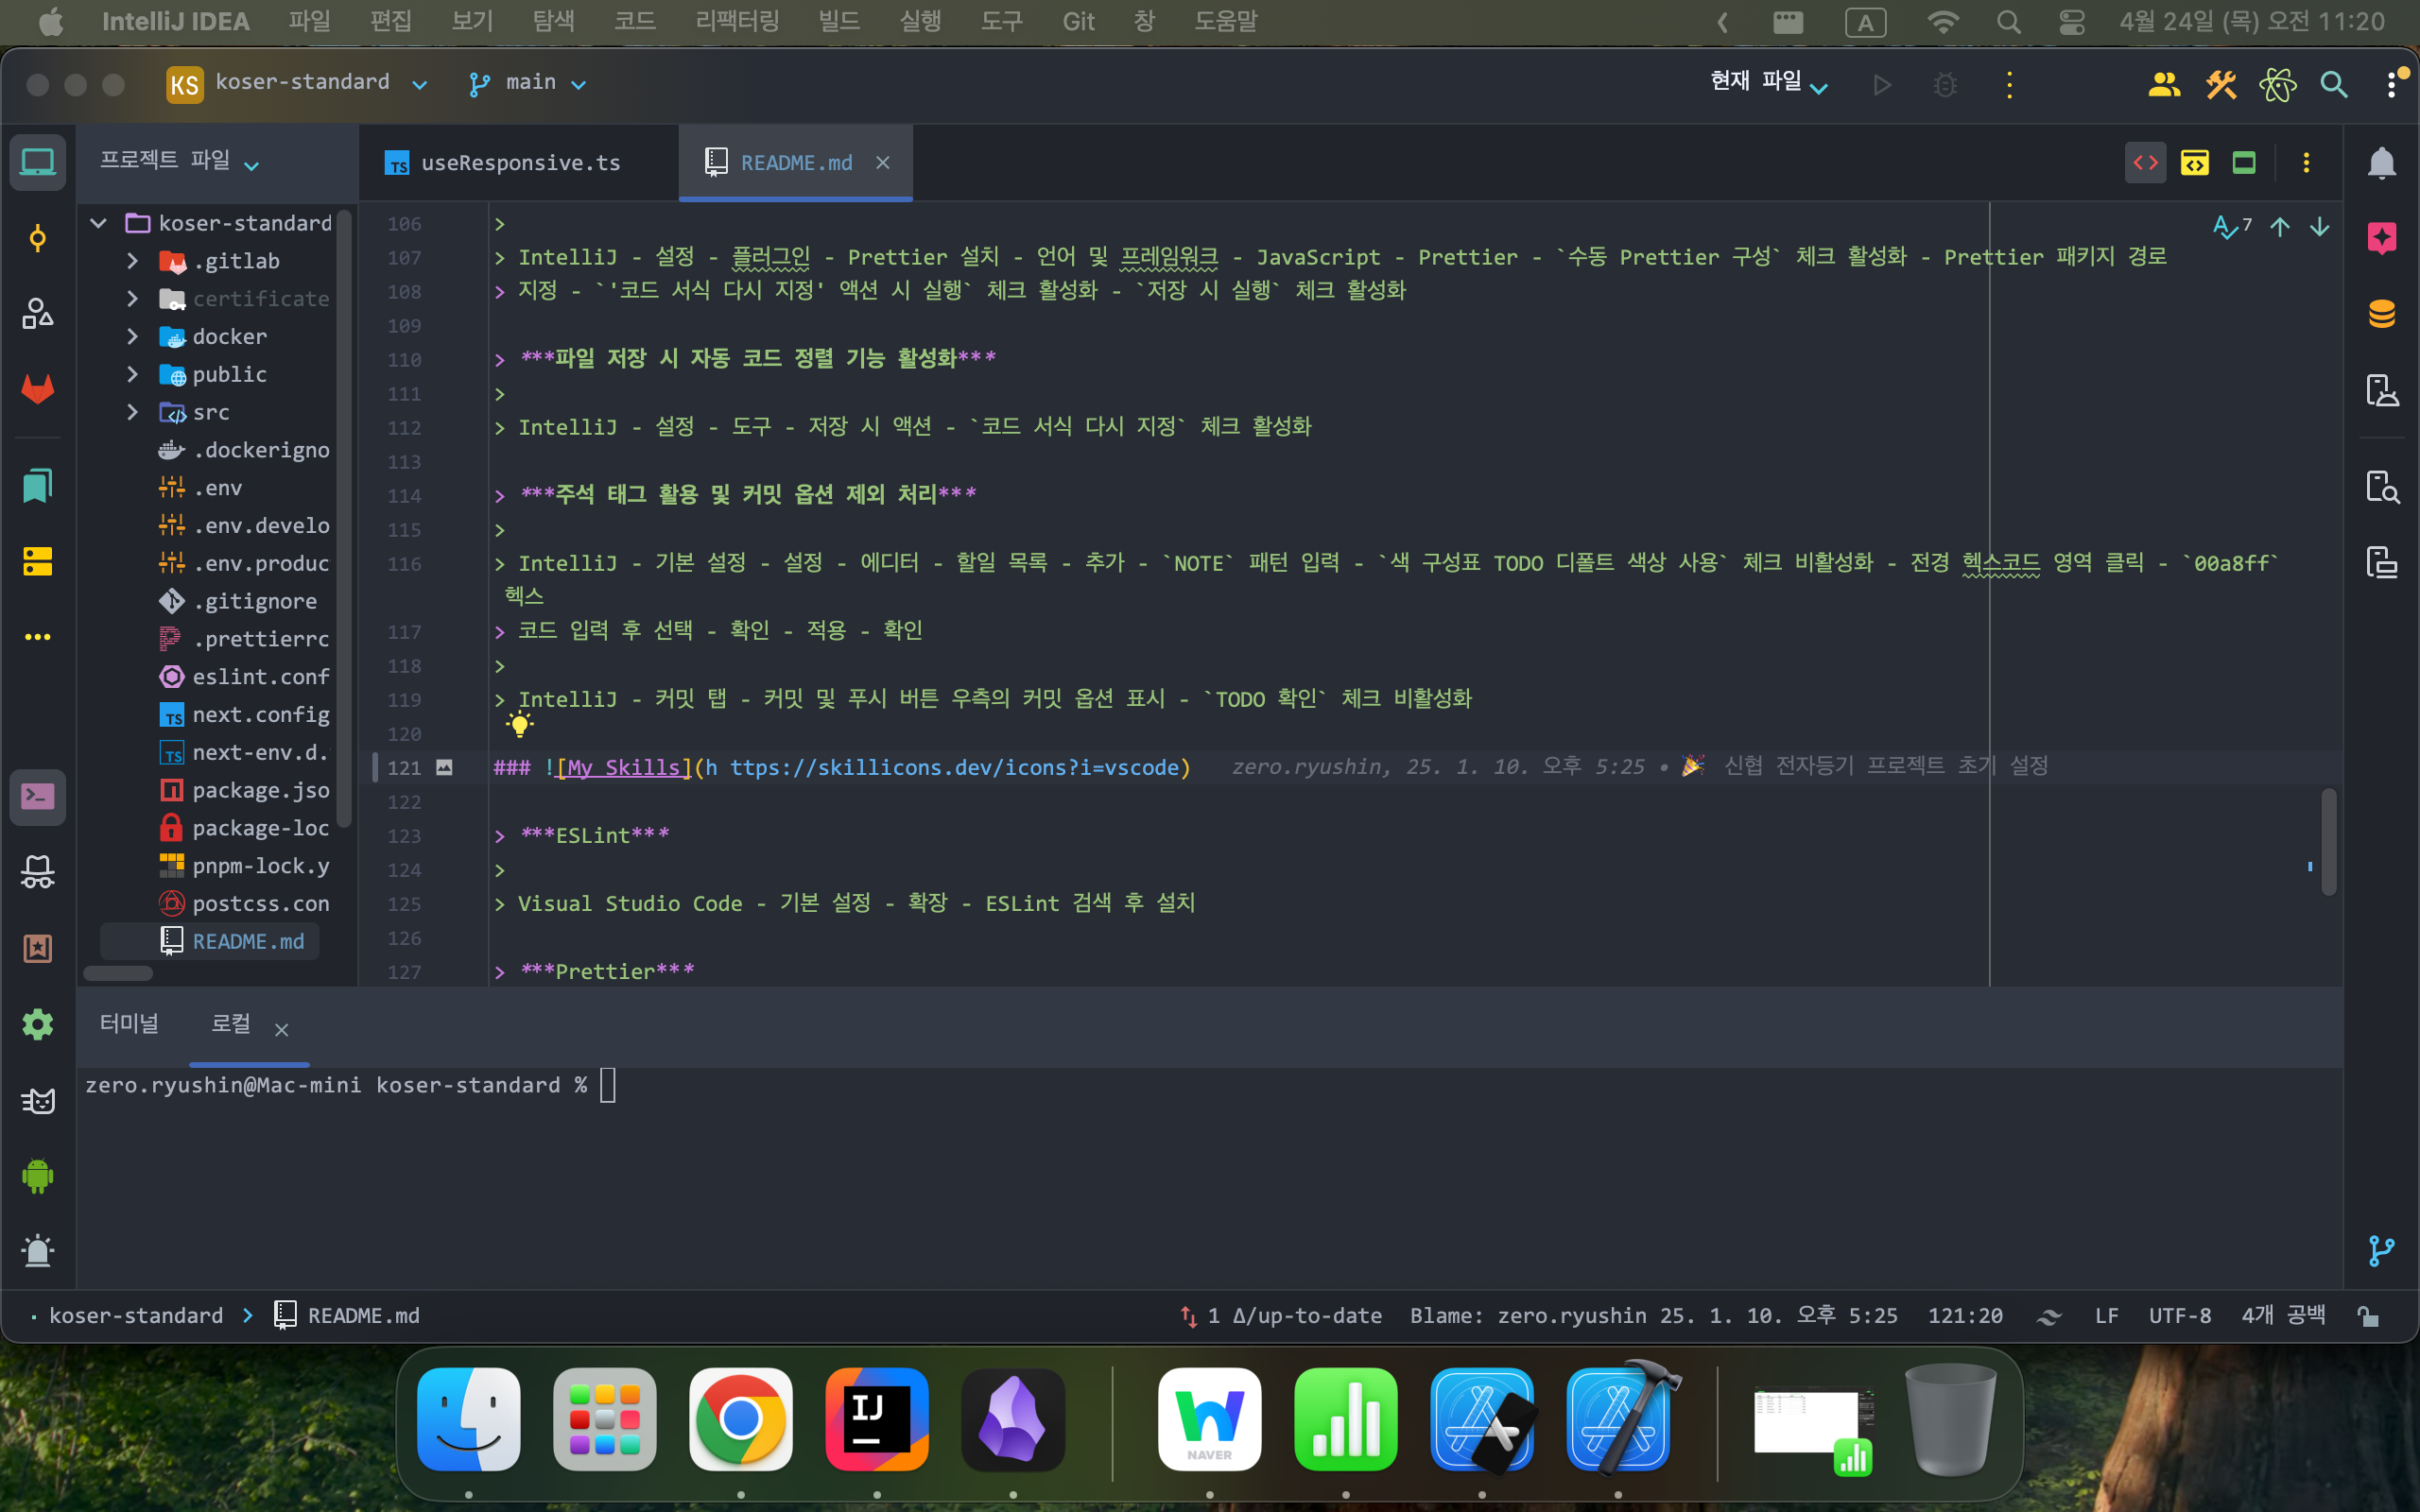 IntelliJ IDEA 파일 편집 보기 탐색 코드 리팩터링 빌드 실행 도구 Git 창 도움말 A 4월 24일 (목) 오전 11:20
KS koser-standard main 현재 파일
프로젝트 파일
TS useResponsive.ts README.md
koser-standard
.gitlab
certificate
docker
public
src
.dockerigno
.env
.env.develo
.env.produc
.gitignore
.prettierrc
eslint.conf
TS next.config
TS next-env.d.
package.jso
package-loc
pnpm-lock.y
postcss.con
README.md
7
106 >
107 > IntelliJ - 설정 - 플러그인 - Prettier 설치 - 언어 및 프레임워크 - JavaScript - Prettier - `수동 Prettier 구성` 체크 활성화 - Prettier 패키지 경로
108 > 지정 - `'코드 서식 다시 지정' 액션 시 실행` 체크 활성화 - `저장 시 실행` 체크 활성화
109
110 > ***파일 저장 시 자동 코드 정렬 기능 활성화***
111 >
112 > IntelliJ - 설정 - 도구 - 저장 시 액션 - `코드 서식 다시 지정` 체크 활성화
113
114 > ***주석 태그 활용 및 커밋 옵션 제외 처리***
115 >
116 > IntelliJ - 기본 설정 - 설정 - 에디터 - 할일 목록 - 추가 - `NOTE` 패턴 입력 - `색 구성표 TODO 디폴트 색상 사용` 체크 비활성화 - 전경 헥스코드 영역 클릭 - `00a8ff`
헥스
117 > 코드 입력 후 선택 - 확인 - 적용 - 확인
118 >
119 > IntelliJ - 커밋 탭 - 커밋 및 푸시 버튼 우측의 커밋 옵션 표시 - `TODO 확인` 체크 비활성화
120
121 ### ![My Skills](h ttps://skillicons.dev/icons?i=vscode) zero.ryushin, 25. 1. 10. 오후 5:25 • 🎉 신협 전자등기 프로젝트 초기 설정
122
123 > ***ESLint***
124 >
125 > Visual Studio Code - 기본 설정 - 확장 - ESLint 검색 후 설치
126
127 > ***Prettier***
터미널 로컬
zero.ryushin@Mac-mini koser-standard %
koser-standard > README.md 1 Δ/up-to-date Blame: zero.ryushin 25. 1. 10. 오후 5:25 121:20 LF UTF-8 4개 공백
IJ
NAVER